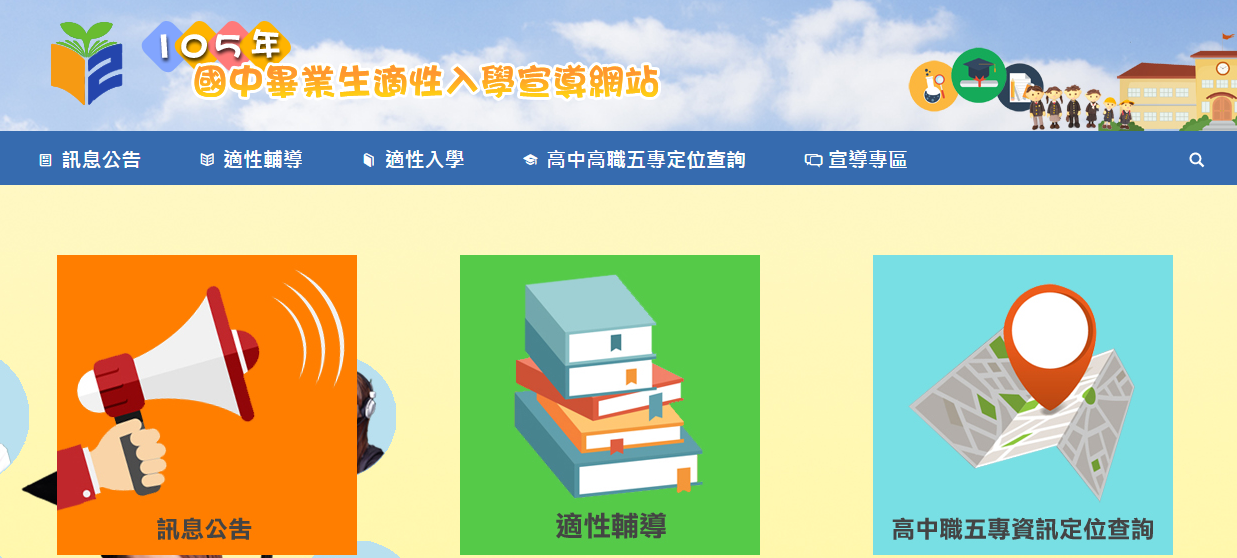 105年
國中畢業生適性入學宣導網站
訊息公告
適性輔導
適性入學
高中高職五專定位查詢
宣導專區
訊息公告
適性輔導
高中職五專資訊定位查詢